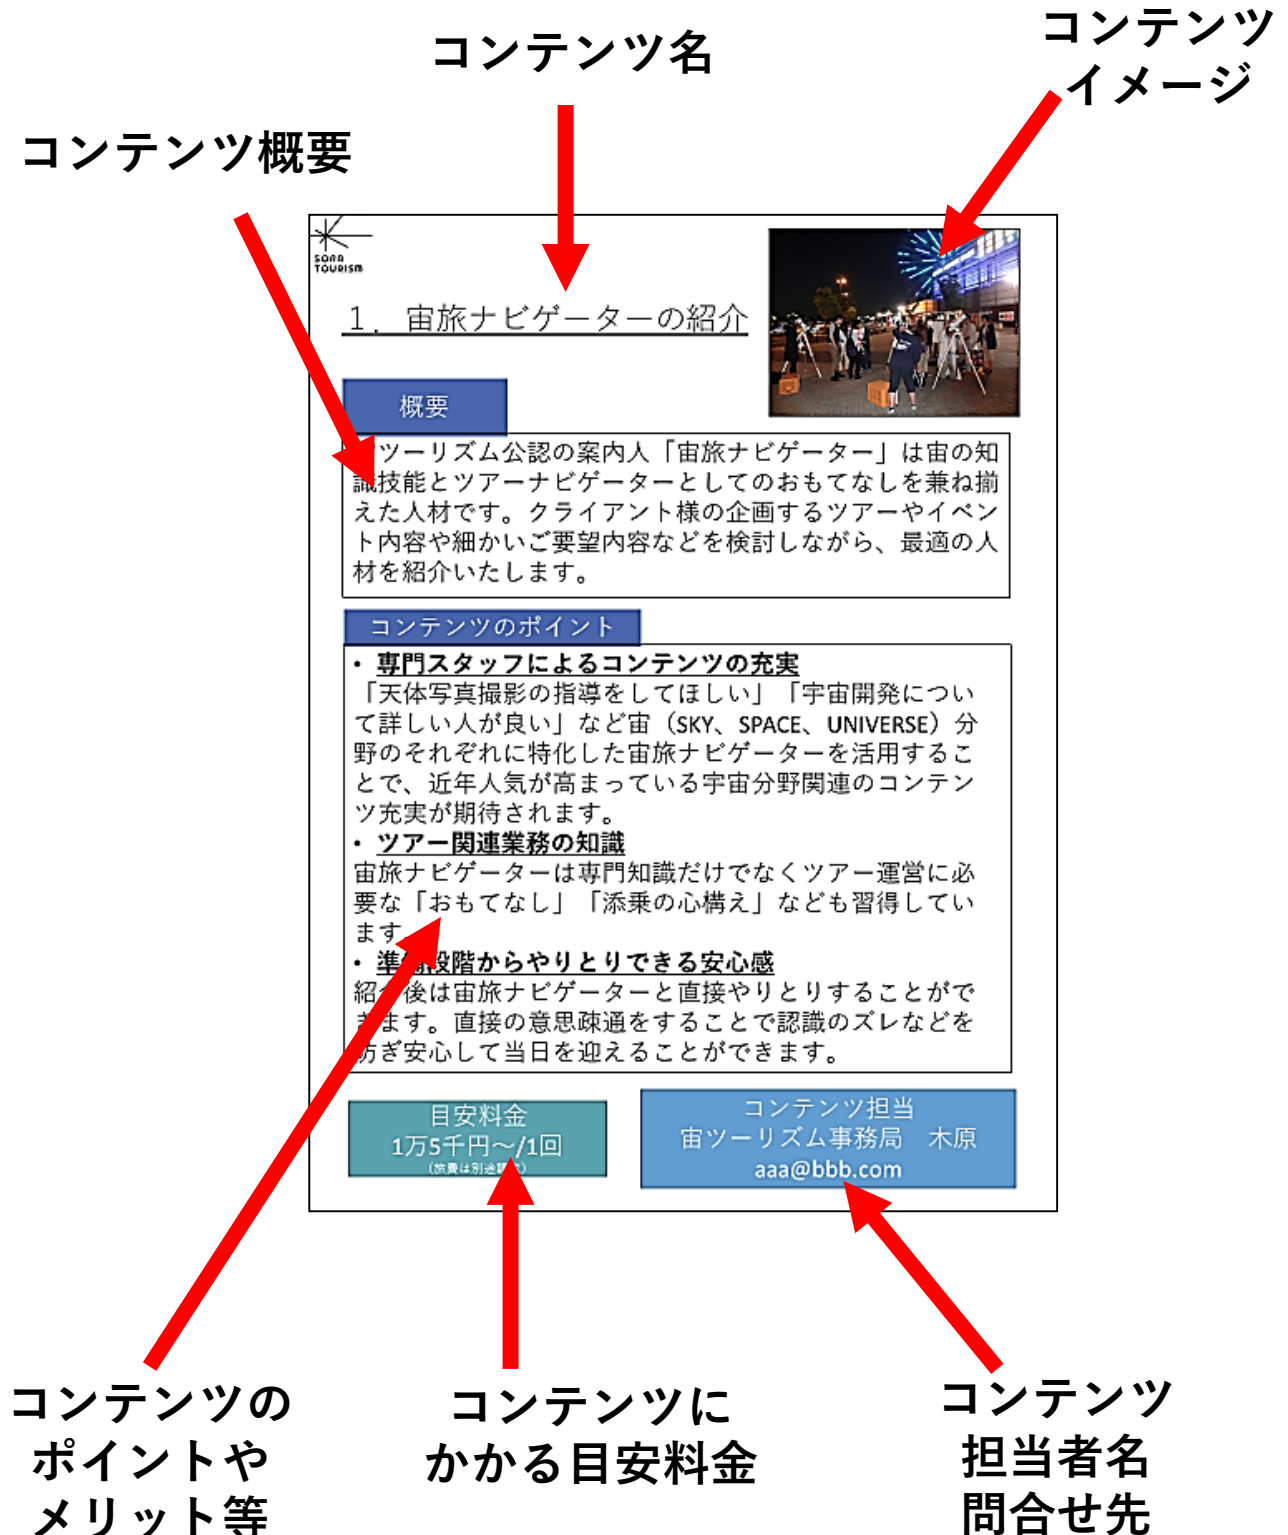 コンテンツ名
コンテンツ
イメージ
コンテンツ概要
SORA
TOURISM
1．宙旅ナビゲーターの紹介
概要
ツーリズム公認の案内人「宙旅ナビゲーター」は宙の知
識技能とツアーナビゲーターとしてのおもてなしを兼ね揃
えた人材です。クライアント様の企画するツアーやイベン
ト内容や細かいご要望内容などを検討しながら、最適の人
材を紹介いたします。
コンテンツのポイント
・専門スタッフによるコンテンツの充実
「天体写真撮影の指導をしてほしい」「宇宙開発につい
て詳しい人が良い」など宙（SKY、SPACE、UNIVERSE）分
野のそれぞれに特化した宙旅ナビゲーターを活用するこ
とで、近年人気が高まっている宇宙分野関連のコンテン
ツ充実が期待されます。
・ツアー関連業務の知識
宙旅ナビゲーターは専門知識だけでなくツアー運営に必
要な「おもてなし」「添乗の心構え」なども習得してい
ます。
・準備段階からやりとりできる安心感
紹介後は宙旅ナビゲーターと直接やりとりすることがで
きます。直接の意思疎通をすることで認識のズレなどを
防ぎ安心して当日を迎えることができます。
目安料金
1万5千円～/1回
（旅費は別途
コンテンツ担当
宙ツーリズム事務局　木原
aaa@bbb.com
コンテンツの
ポイントや
メリット等
コンテンツに
かかる目安料金
コンテンツ
担当者名
問合せ先